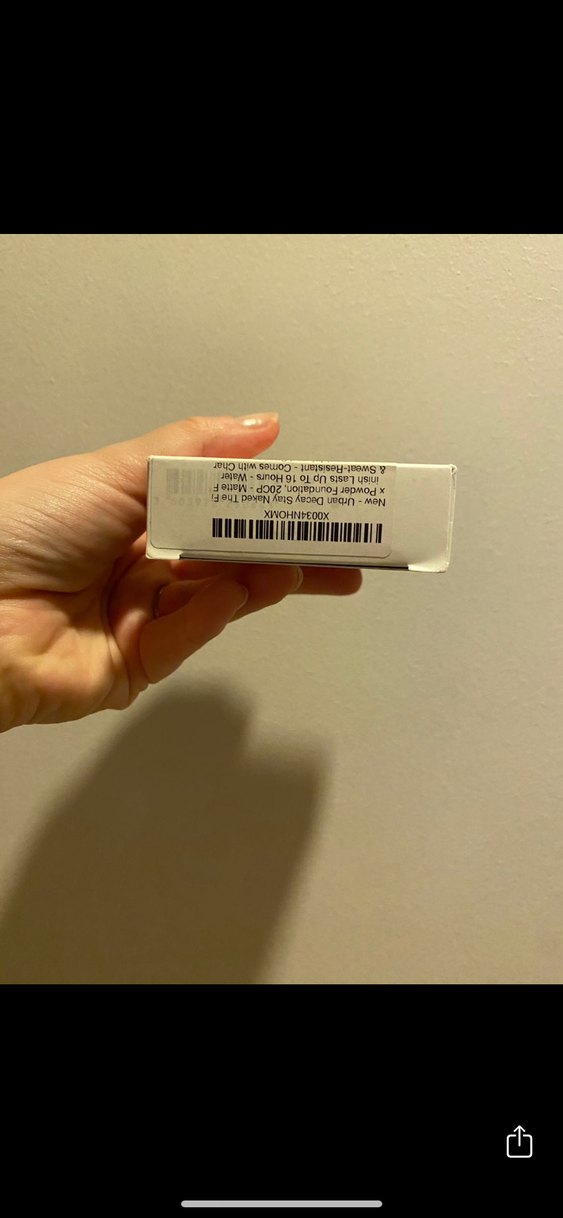 X0034NHOMX
New - Urban Decay Stay Naked The Fi
x Powder Foundation, 20CP - Matte F
inish Lasts Up To 16 Hours - Water
& Sweat-Resistant - Comes with Char